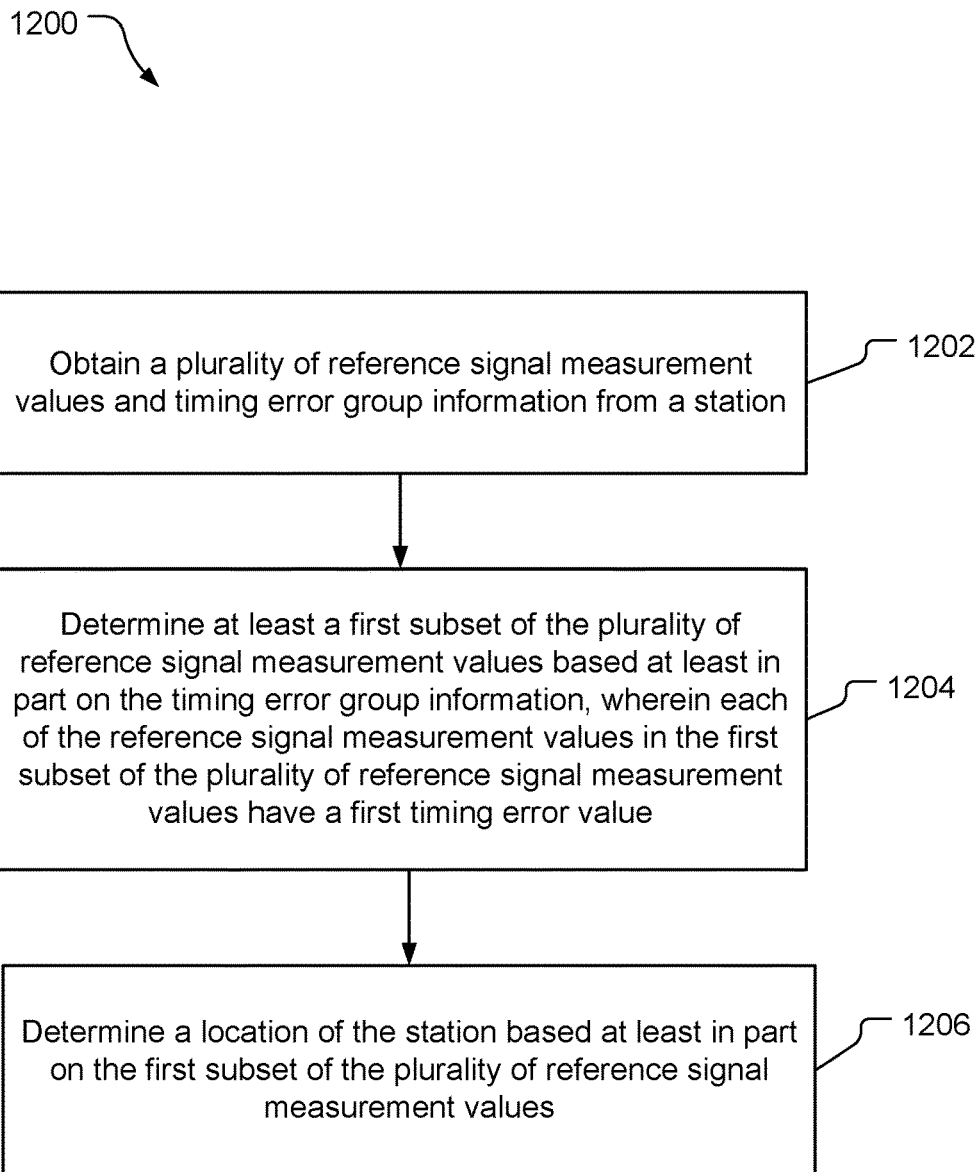 1200
Obtain a plurality of reference signal measurement
values and timing error group information from a station
1202
Determine at least a first subset of the plurality of
reference signal measurement values based at least in
part on the timing error group information, wherein each
of the reference signal measurement values in the first
subset of the plurality of reference signal measurement
values have a first timing error value
1204
Determine a location of the station based at least in part
on the first subset of the plurality of reference signal
measurement values
1206